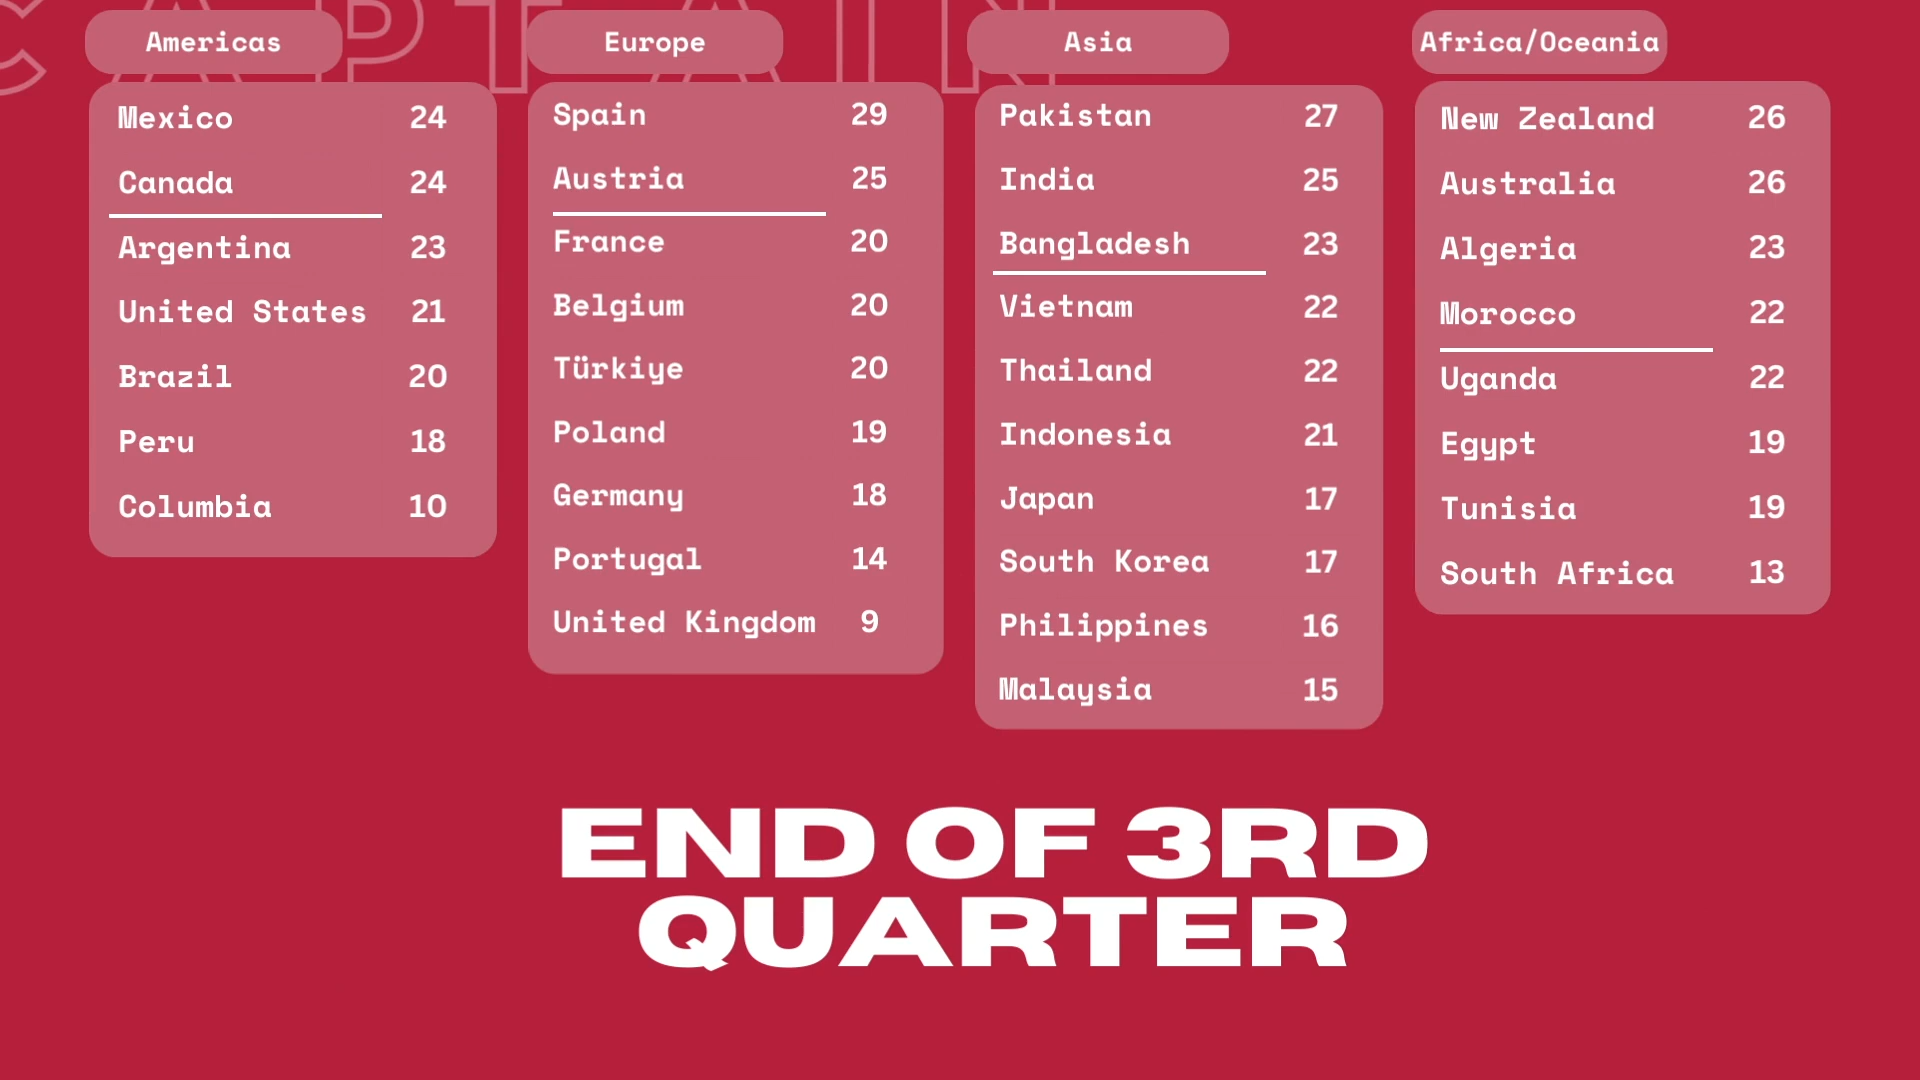 CAPTAIN
Americas
Mexico 24
Canada 24
Argentina 23
United States 21
Brazil 20
Peru 18
Columbia 10
Europe
Spain 29
Austria 25
France 20
Belgium 20
Türkiye 20
Poland 19
Germany 18
Portugal 14
United Kingdom 9
Asia
Pakistan 27
India 25
Bangladesh 23
Vietnam 22
Thailand 22
Indonesia 21
Japan 17
South Korea 17
Philippines 16
Malaysia 15
Africa/Oceania
New Zealand 26
Australia 26
Algeria 23
Morocco 22
Uganda 22
Egypt 19
Tunisia 19
South Africa 13
END OF 3RD
QUARTER